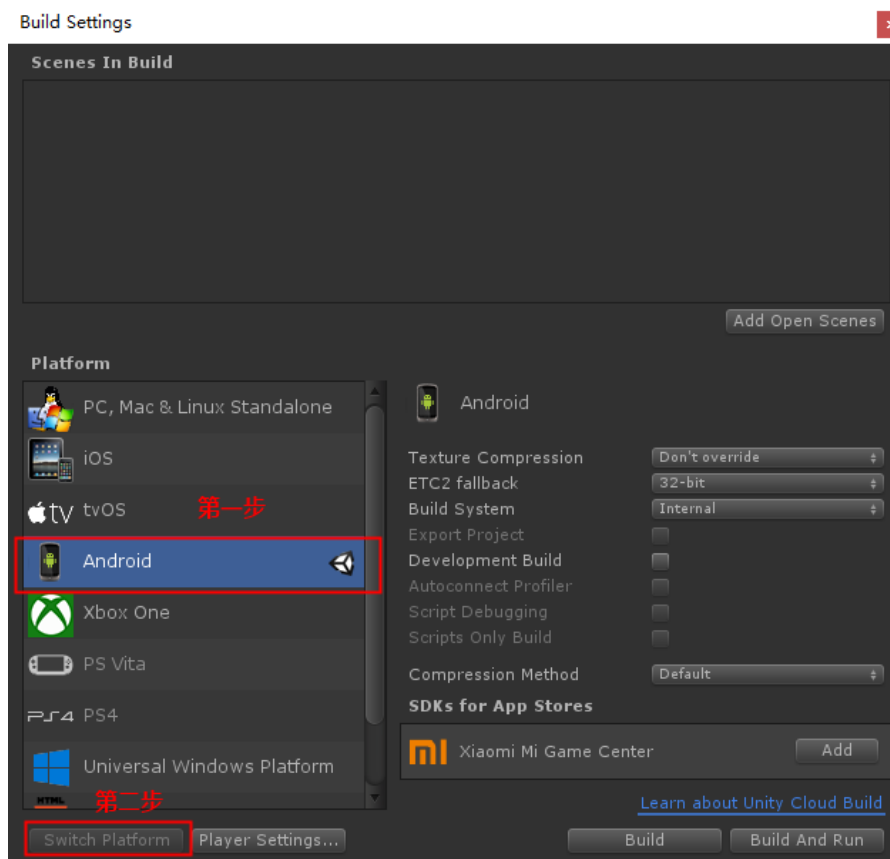 Build Settings
Scenes In Build
Add Open Scenes
Platform
PC, Mac & Linux Standalone
iOS
tv tvOS
第一步
Android
Xbox One
PS Vita
PS4 PS4
Universal Windows Platform
HTML
第二步
Switch Platform
Player Settings...
Android
Texture Compression Don't override
ETC2 fallback 32-bit
Build System Internal
Export Project
Development Build
Autoconnect Profiler
Script Debugging
Scripts Only Build
Compression Method Default
SDKs for App Stores
MI Xiaomi Mi Game Center Add
Learn about Unity Cloud Build
Build
Build And Run